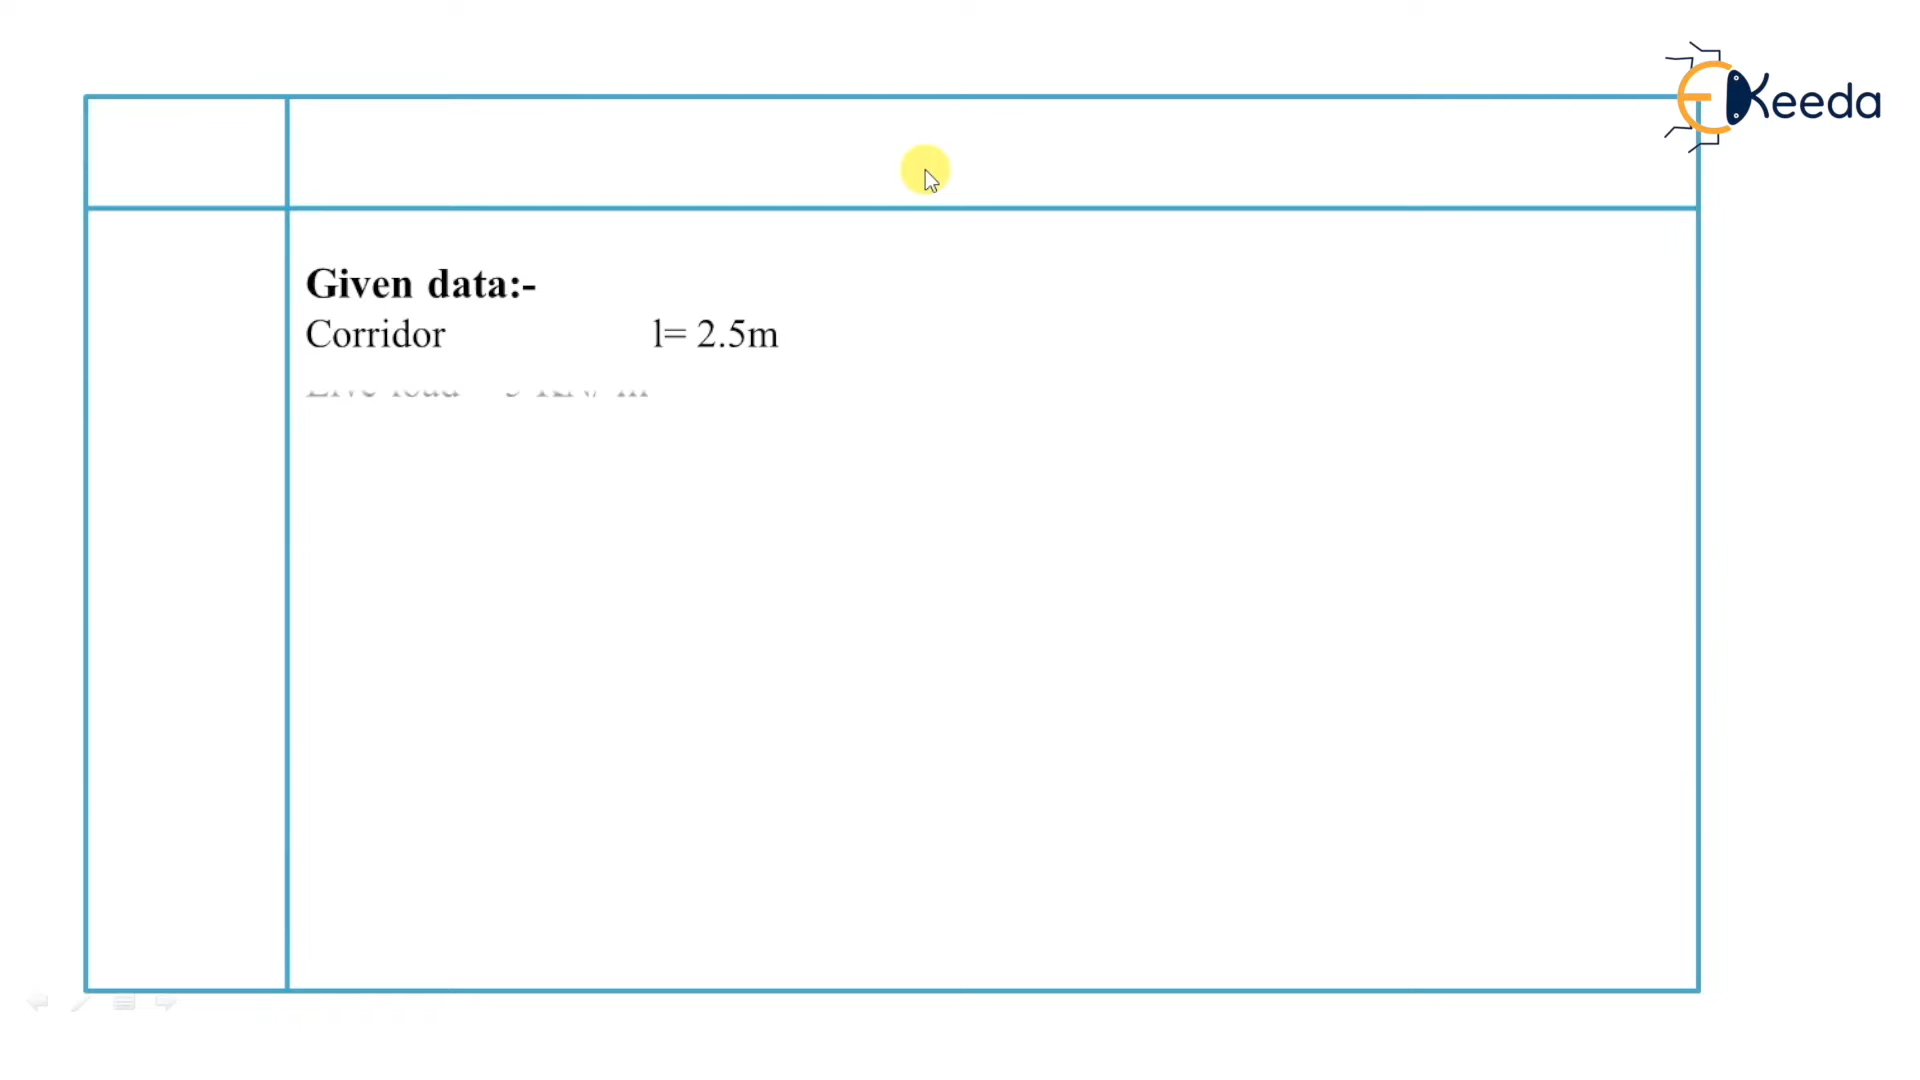 Keeda
Given data:-
Corridor l= 2.5m